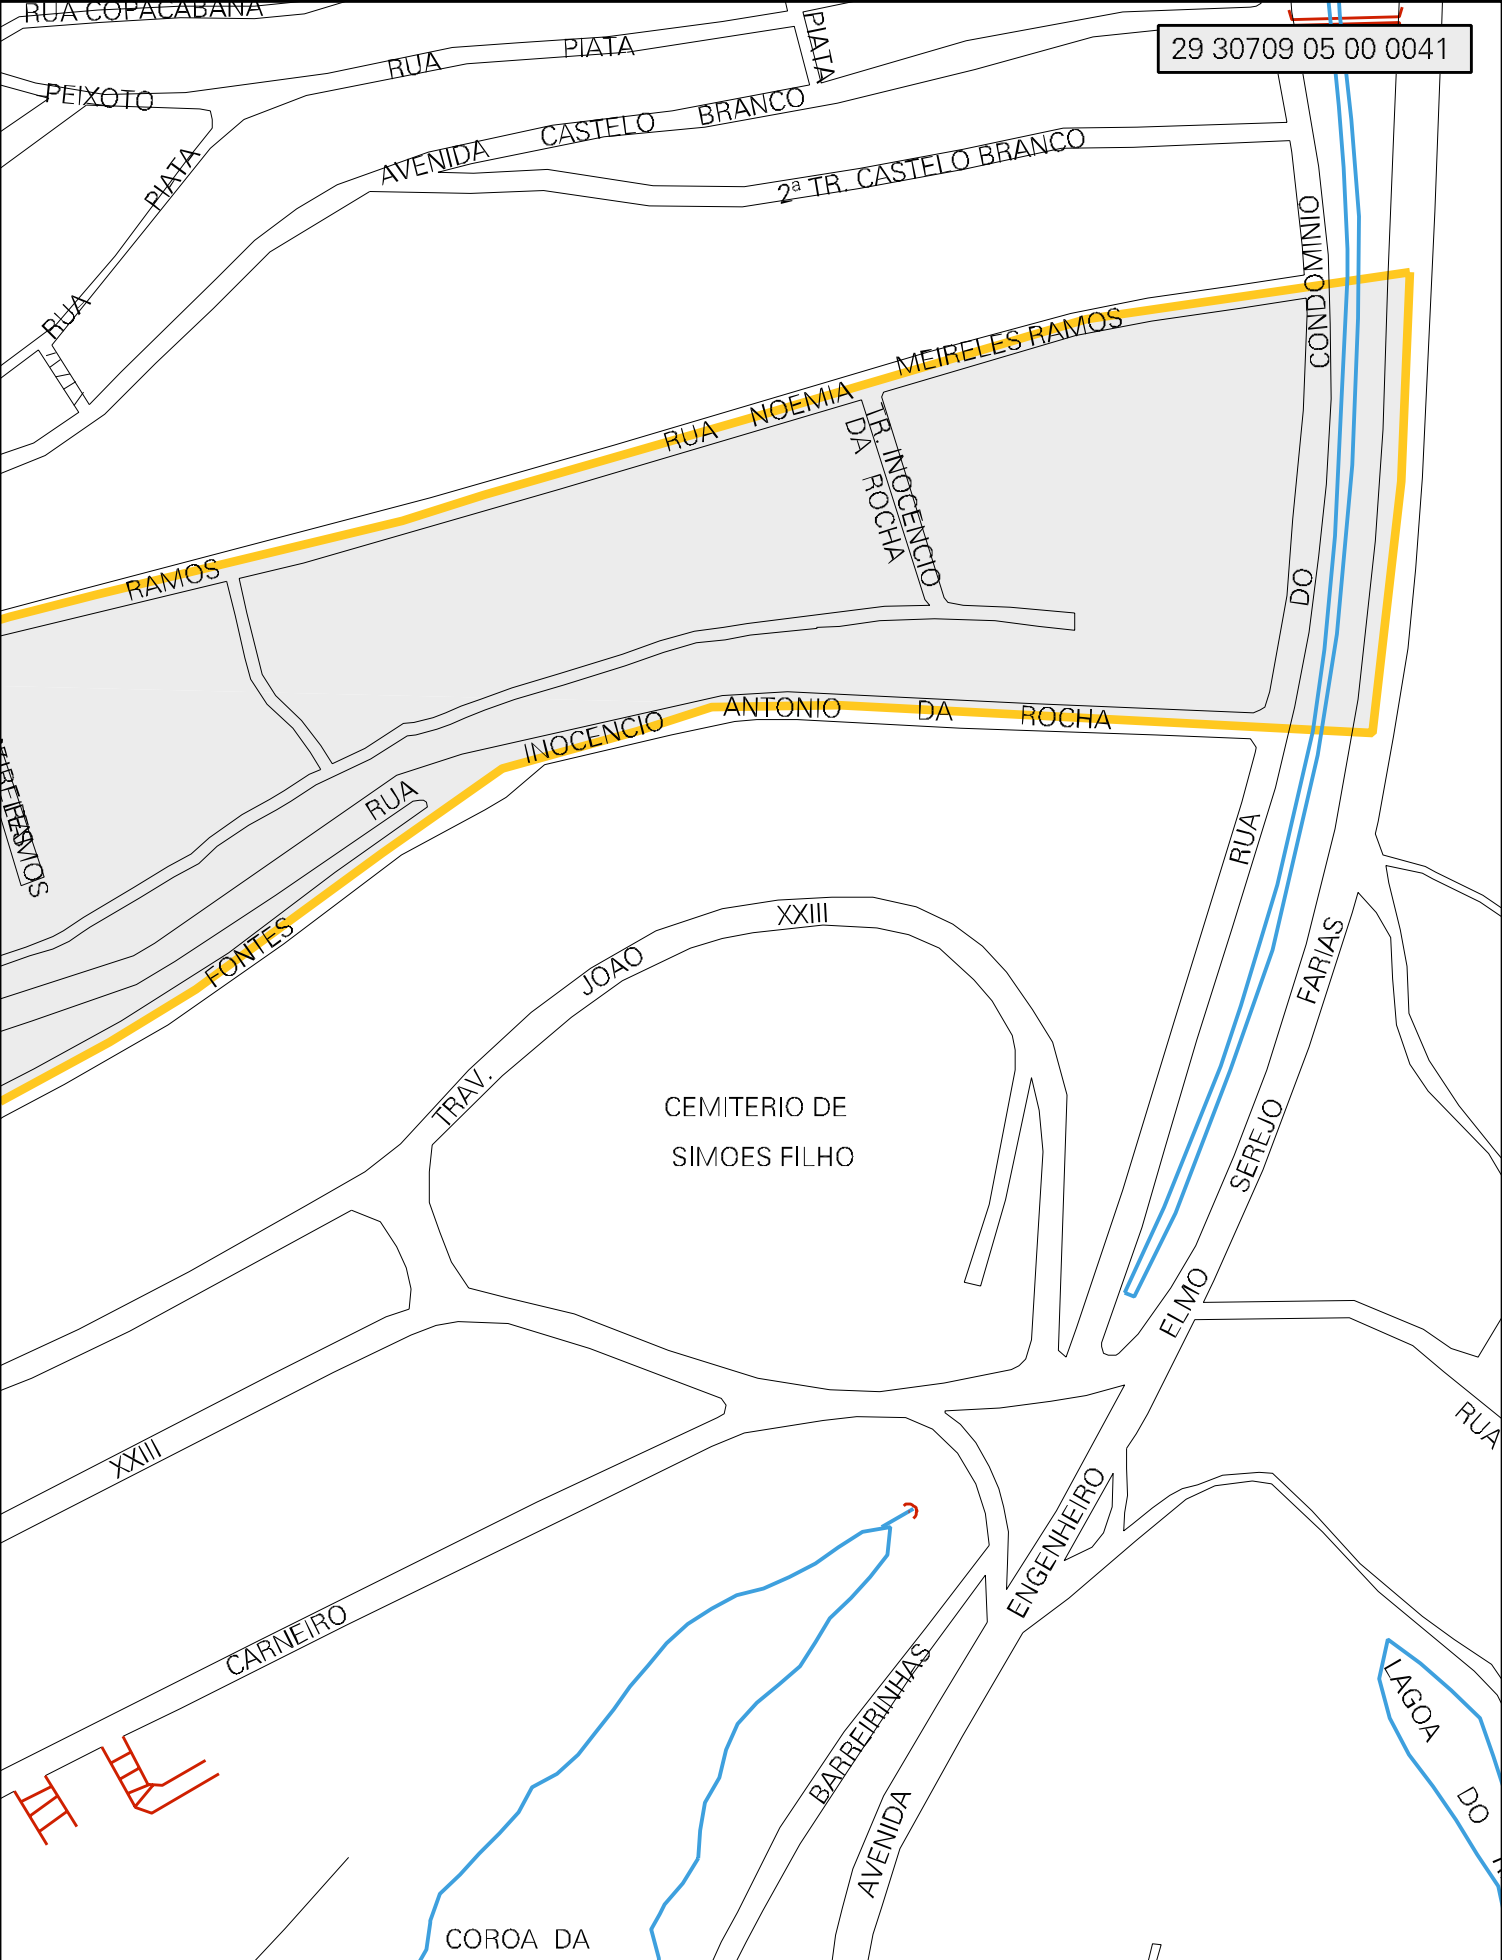 RUA COPACABANA
29 30709 05 00 0041
PIATA
RUA PIATA
PEIXOTO
AVENIDA CASTELO BRANCO
2ª TR. CASTELO BRANCO
RUA PIATA
RUA NOEMIA MEIRELES RAMOS
RAMOS
TR. INOCENCIO
DA ROCHA
RUA DO CONDOMINIO
RUA INOCENCIO ANTONIO DA ROCHA
RAMOS
FONTES
TRAV. JOAO XXIII
CEMITERIO DE
SIMOES FILHO
AVENIDA ENGENHEIRO ELMO SEREJO FARIAS
XXIII
RUA
CARNEIRO
BARREIRINHAS
LAGOA
DO
COROA DA